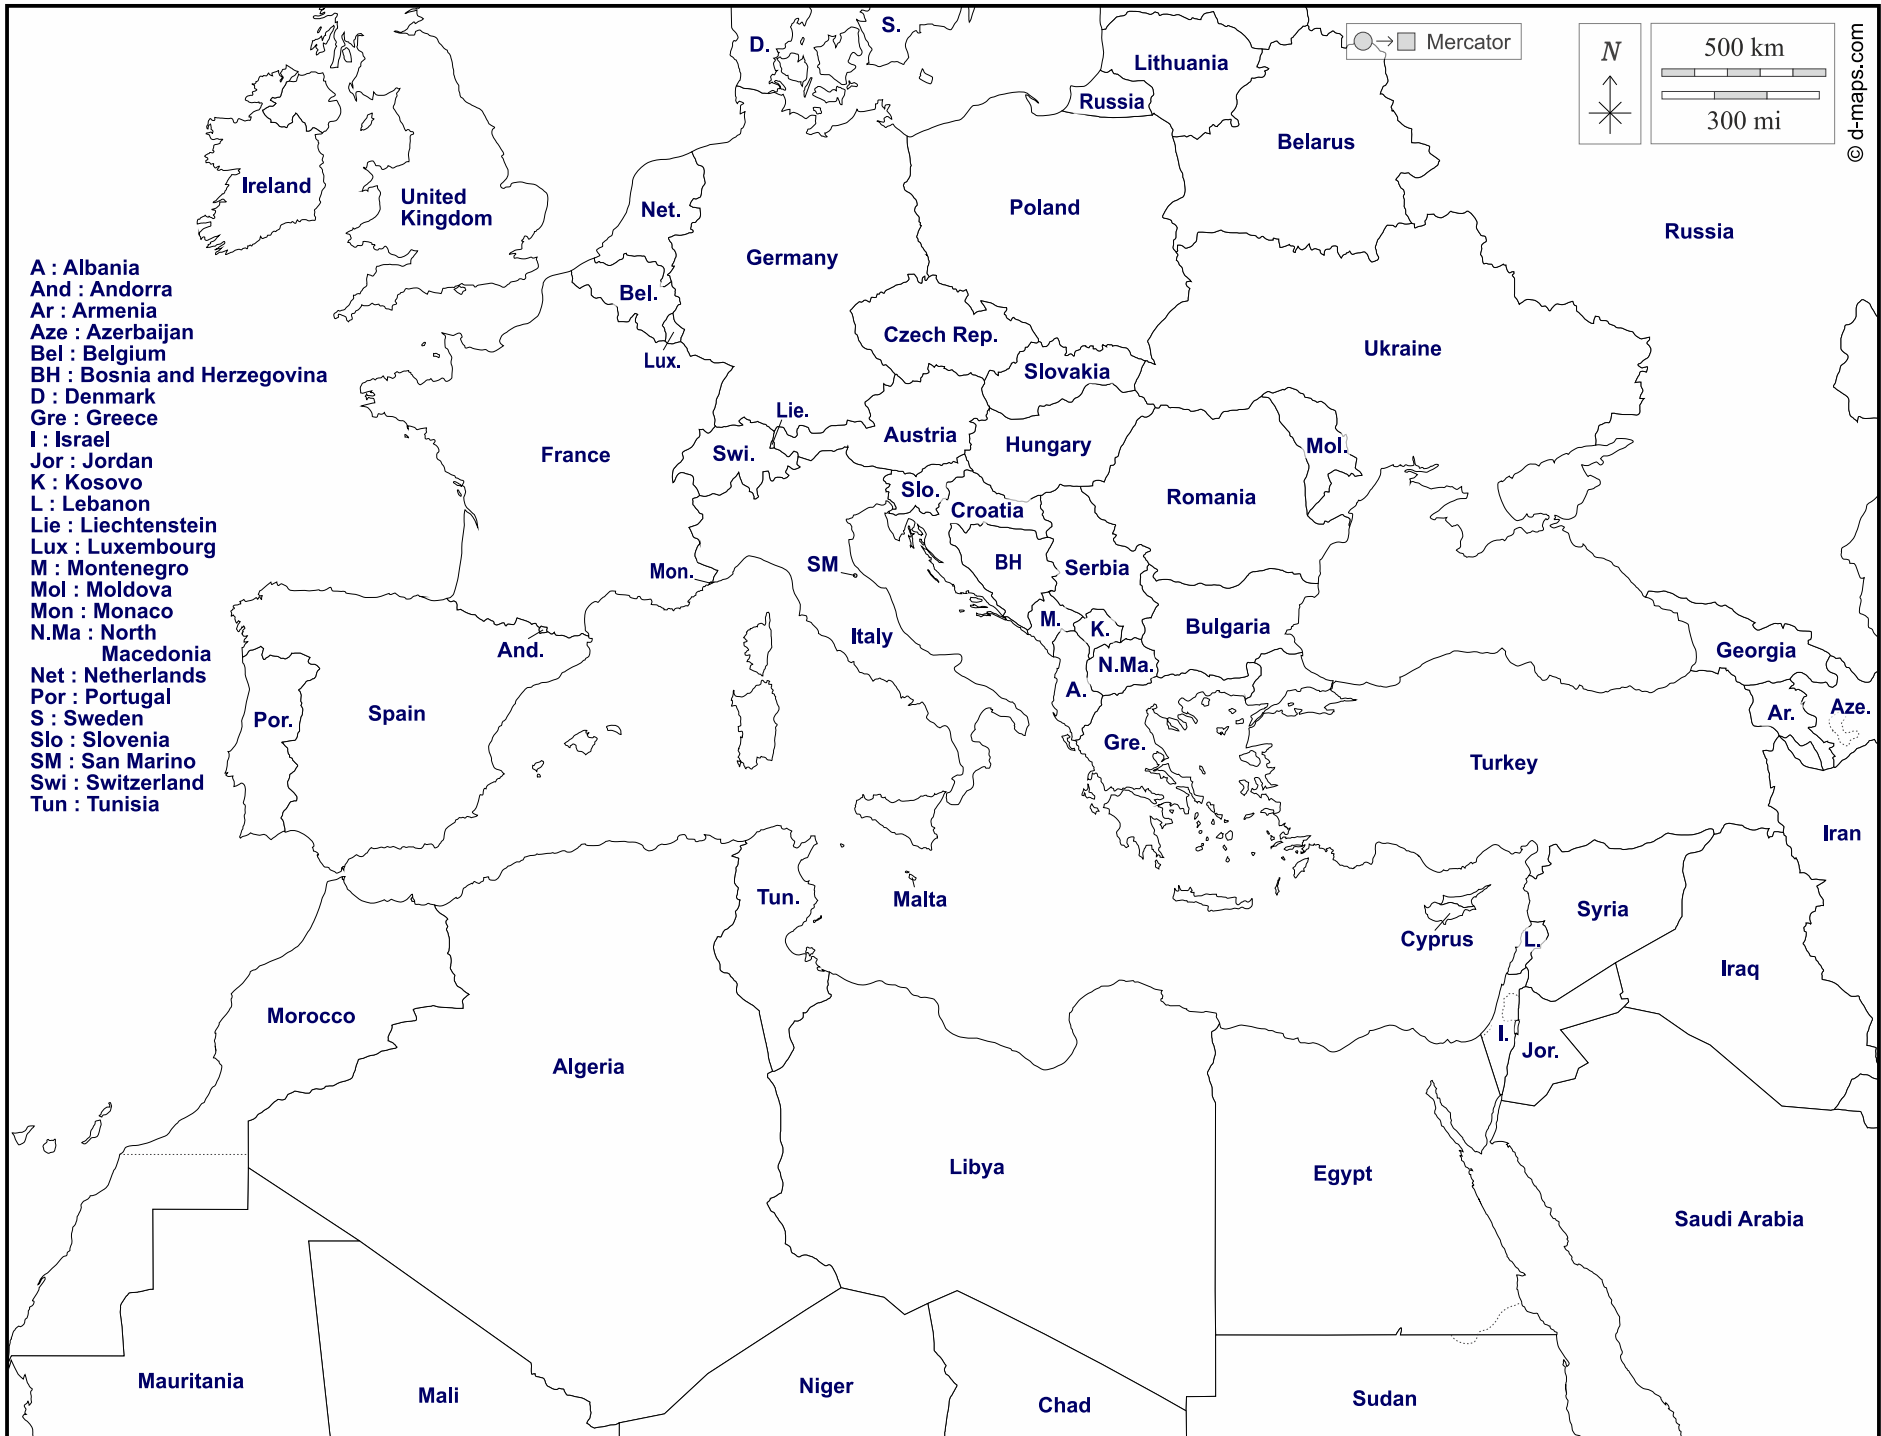 S.
D.
Mercator
N
500 km
300 mi
© d-maps.com
Lithuania
Russia
Belarus
Ireland
United
Kingdom
Net.
Poland
Russia
Germany
Bel.
Czech Rep.
Lux.
Slovakia
Ukraine
Lie.
Austria
Hungary
Mol.
France
Swi.
Slo.
Croatia
Romania
SM
BH
Serbia
Mon.
M.
K.
Bulgaria
Italy
And.
N.Ma.
Georgia
A.
Por.
Spain
Gre.
Ar.
Aze.
Turkey
Iran
A : Albania
And : Andorra
Ar : Armenia
Aze : Azerbaijan
Bel : Belgium
BH : Bosnia and Herzegovina
D : Denmark
Gre : Greece
I : Israel
Jor : Jordan
K : Kosovo
L : Lebanon
Lie : Liechtenstein
Lux : Luxembourg
M : Montenegro
Mol : Moldova
Mon : Monaco
N.Ma : North
Macedonia
Net : Netherlands
Por : Portugal
S : Sweden
Slo : Slovenia
SM : San Marino
Swi : Switzerland
Tun : Tunisia
Tun.
Malta
Cyprus
Syria
L.
Iraq
Morocco
Algeria
I.
Jor.
Libya
Egypt
Saudi Arabia
Mauritania
Mali
Niger
Chad
Sudan